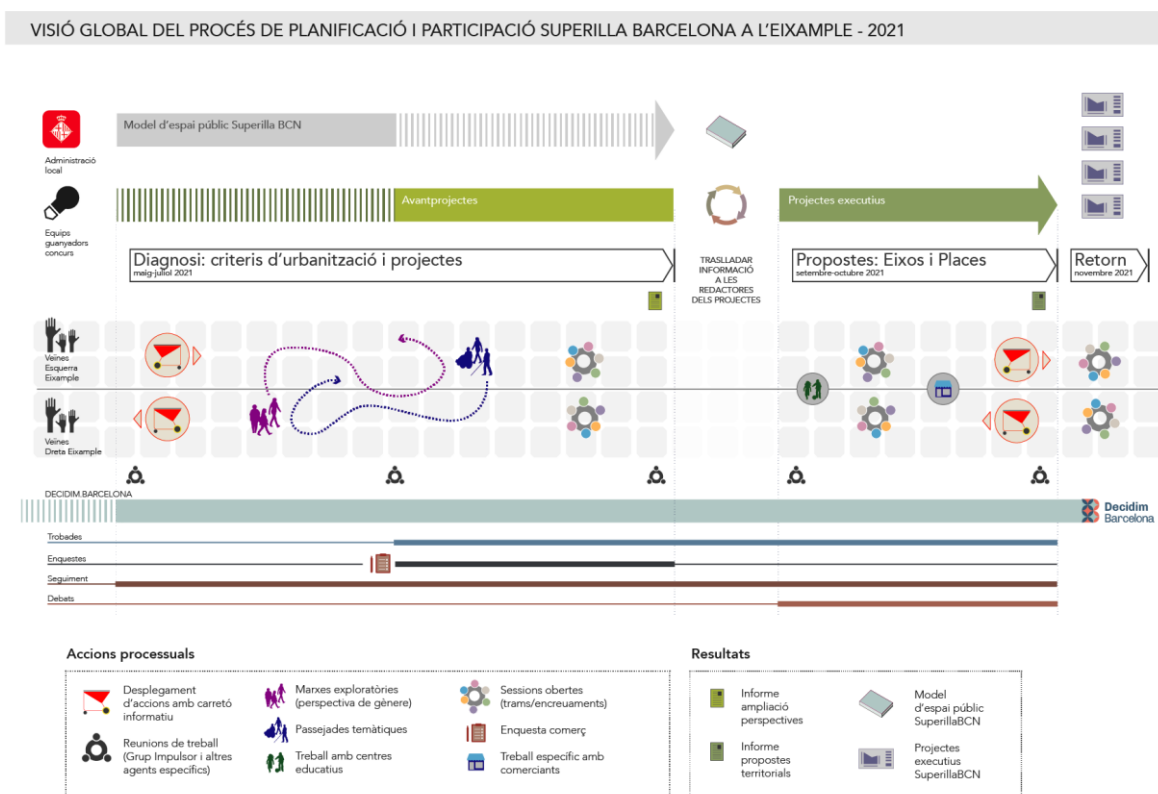 VISIÓ GLOBAL DEL PROCÉS DE PLANIFICACIÓ I PARTICIPACIÓ SUPERILLA BARCELONA A L'EIXAMPLE - 2021
Model d'espai públic Superilla BCN
Administració
local
Avantprojectes
Projectes executius
Equips
guanyadors
concurs
Diagnosi: criteris d'urbanització i projectes
maig-juliol 2021
TRASLLADAR
INFORMACIÓ
A LES
REDACTORES
DELS PROJECTES
Propostes: Eixos i Places
setembre-octubre 2021
Retorn
novembre 2021
Veïnes
Esquerra
Eixample
Veïnes
Dreta Eixample
DECIDIM.BARCELONA
Decidim
Barcelona
Trobades
Enquestes
Seguiment
Debats
Accions processuals
Desplegament
d'accions amb carretó
informatiu
Reunions de treball
(Grup Impulsor i altres
agents específics)
Marxes exploratòries
(perspectiva de gènere)
Passejades temàtiques
Treball amb centres
educatius
Sessions obertes
(trams/encreuaments)
Enquesta comerç
Treball específic amb
comerciants
Resultats
Informe
ampliació
perspectives
Informe
propostes
territorials
Model
d'espai públic
SuperillaBCN
Projectes
executius
SuperillaBCN